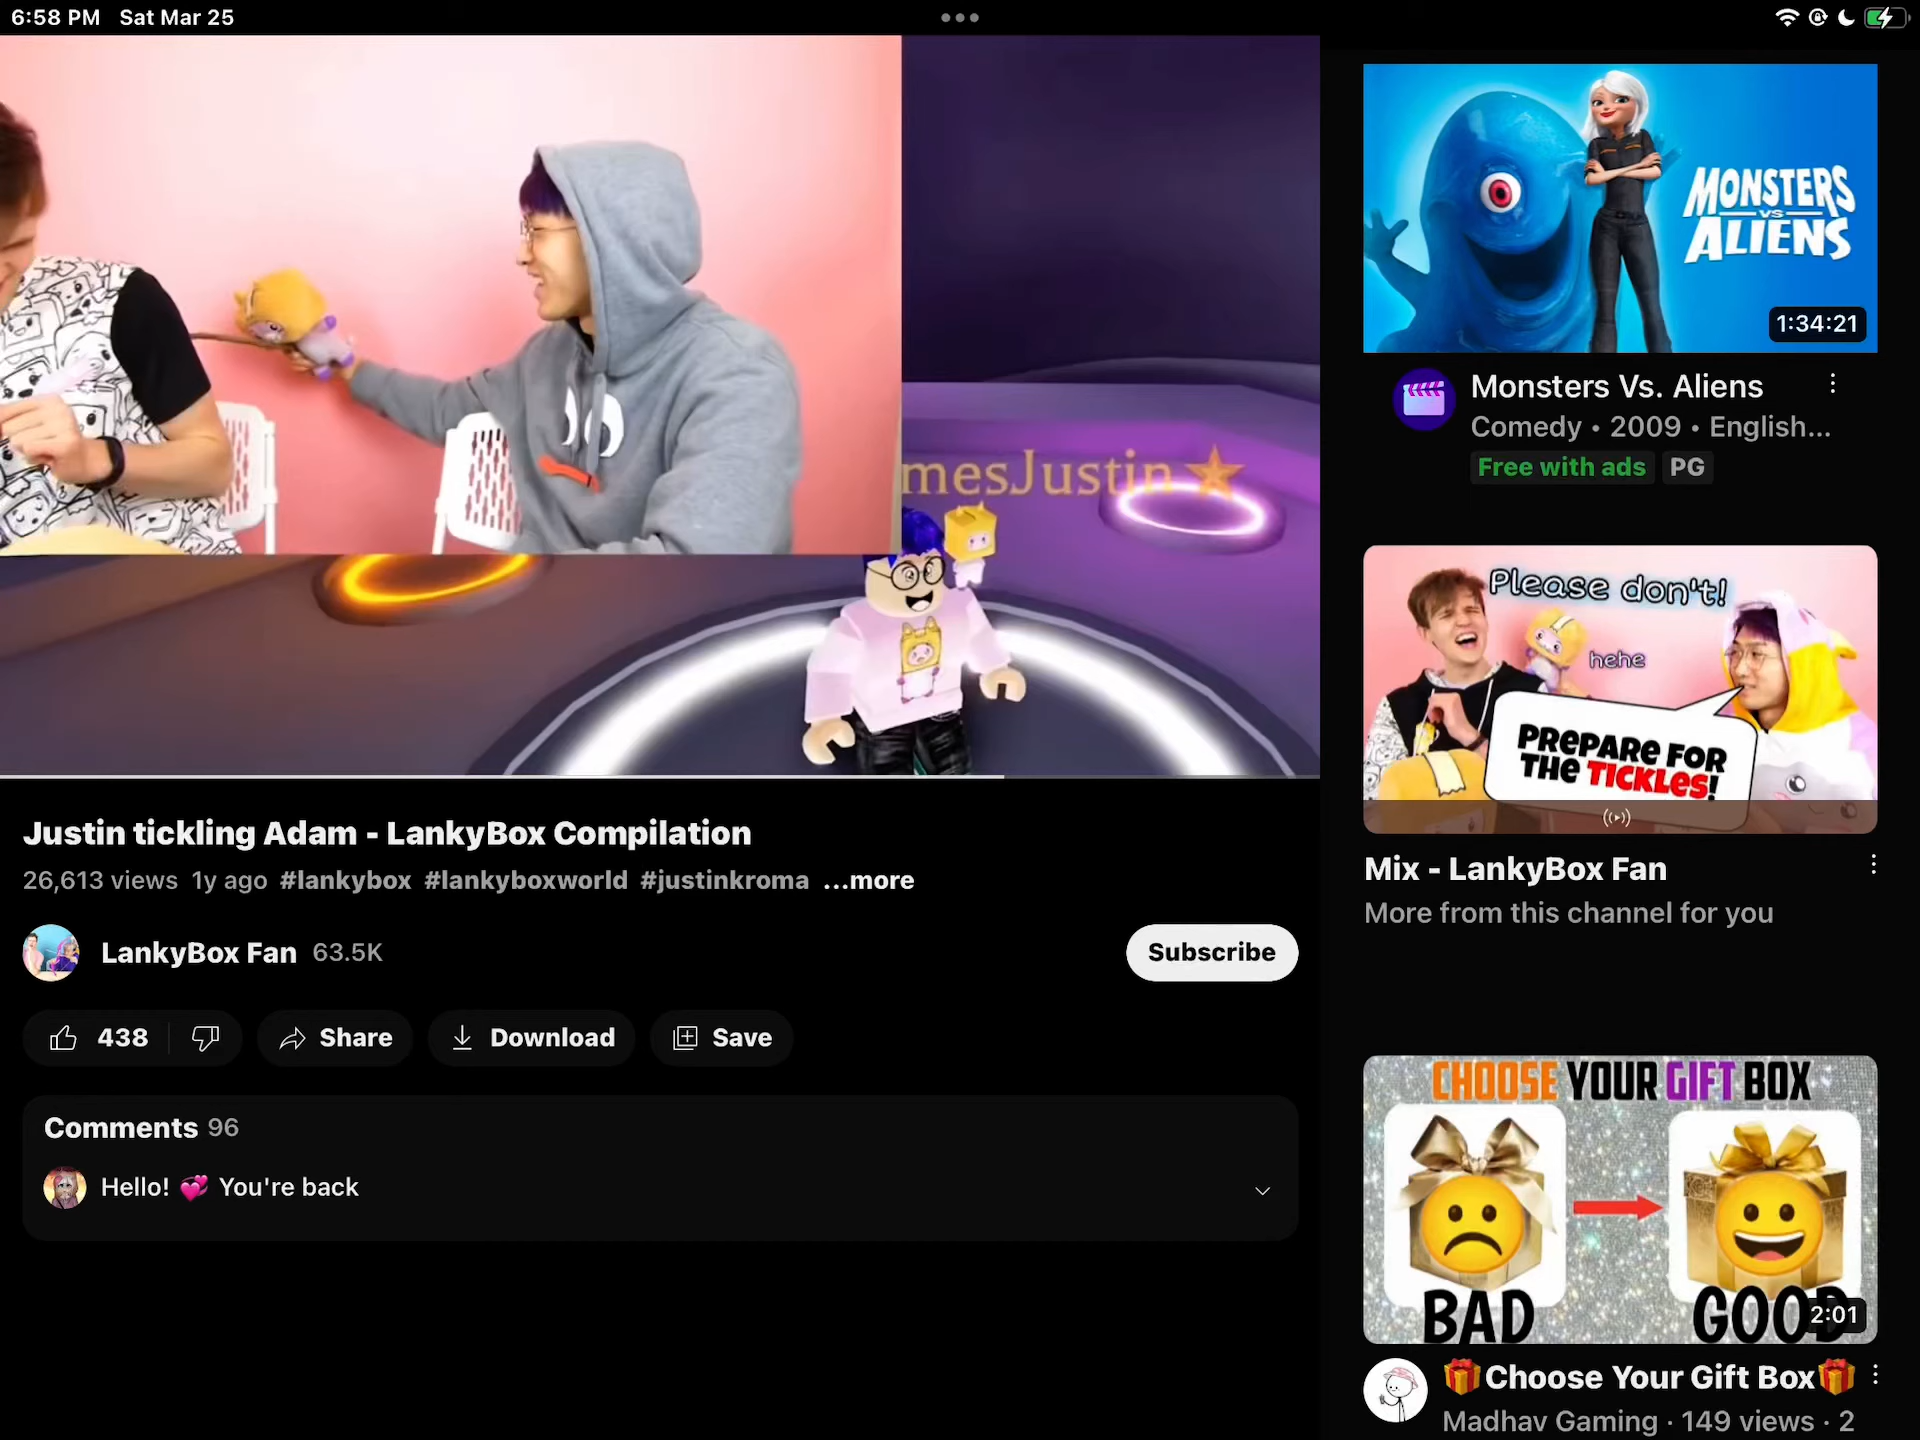 6:58 PM Sat Mar 25
mesJustin
Justin tickling Adam - LankyBox Compilation
26,613 views 1y ago #lankybox #lankyboxworld #justinkroma ...more
LankyBox Fan 63.5K
Subscribe
438
Share
Download
Save
Comments 96
Hello! 💞 You're back
MONSTERS
VS
ALIENS
1:34:21
Monsters Vs. Aliens
Comedy • 2009 • English...
Free with ads PG
Please don't!
hehe
PREPARE FOR
THE TICKLES!
Mix - LankyBox Fan
More from this channel for you
CHOOSE YOUR GIFT BOX
BAD
GOOD
2:01
🎁Choose Your Gift Box🎁
Madhav Gaming · 149 views · 2